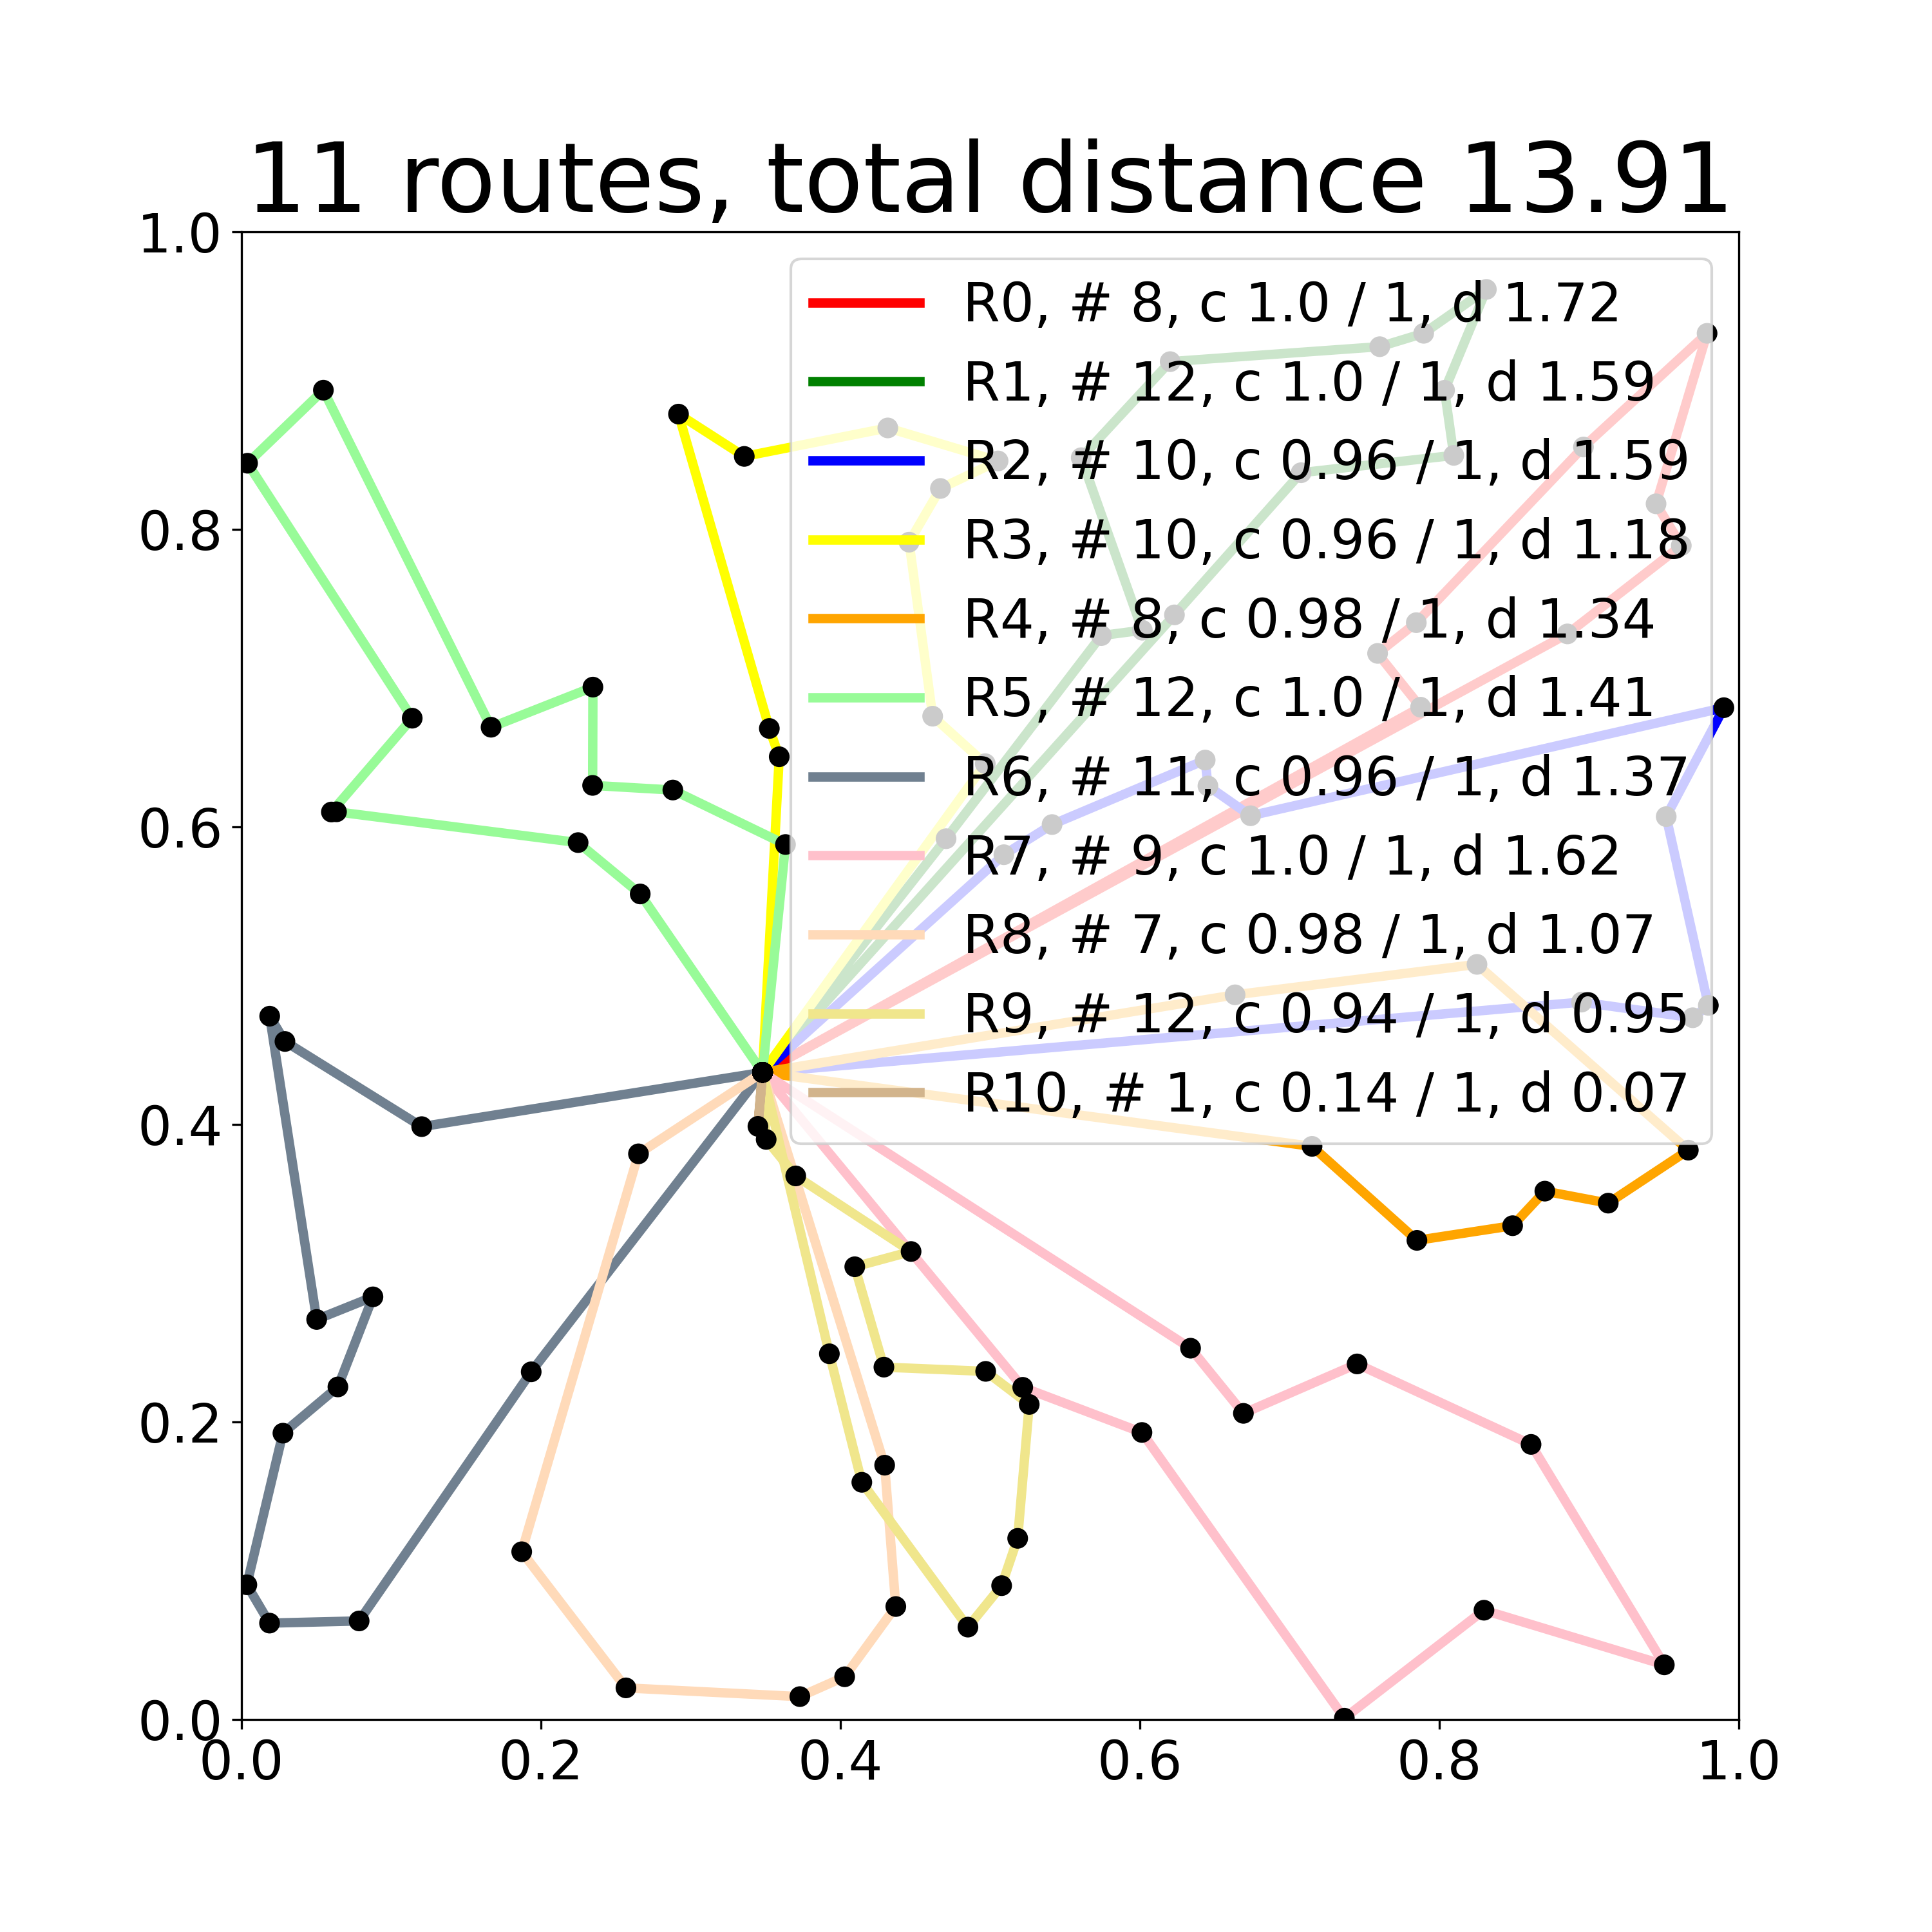 11 routes, total distance 13.91
R0, # 8, c 1.0 / 1, d 1.72
R1, # 12, c 1.0 / 1, d 1.59
R2, # 10, c 0.96 / 1, d 1.59
R3, # 10, c 0.96 / 1, d 1.18
R4, # 8, c 0.98 / 1, d 1.34
R5, # 12, c 1.0 / 1, d 1.41
R6, # 11, c 0.96 / 1, d 1.37
R7, # 9, c 1.0 / 1, d 1.62
R8, # 7, c 0.98 / 1, d 1.07
R9, # 12, c 0.94 / 1, d 0.95
R10, # 1, c 0.14 / 1, d 0.07
1.0
0.8
0.6
0.4
0.2
0.0
0.0 0.2 0.4 0.6 0.8 1.0